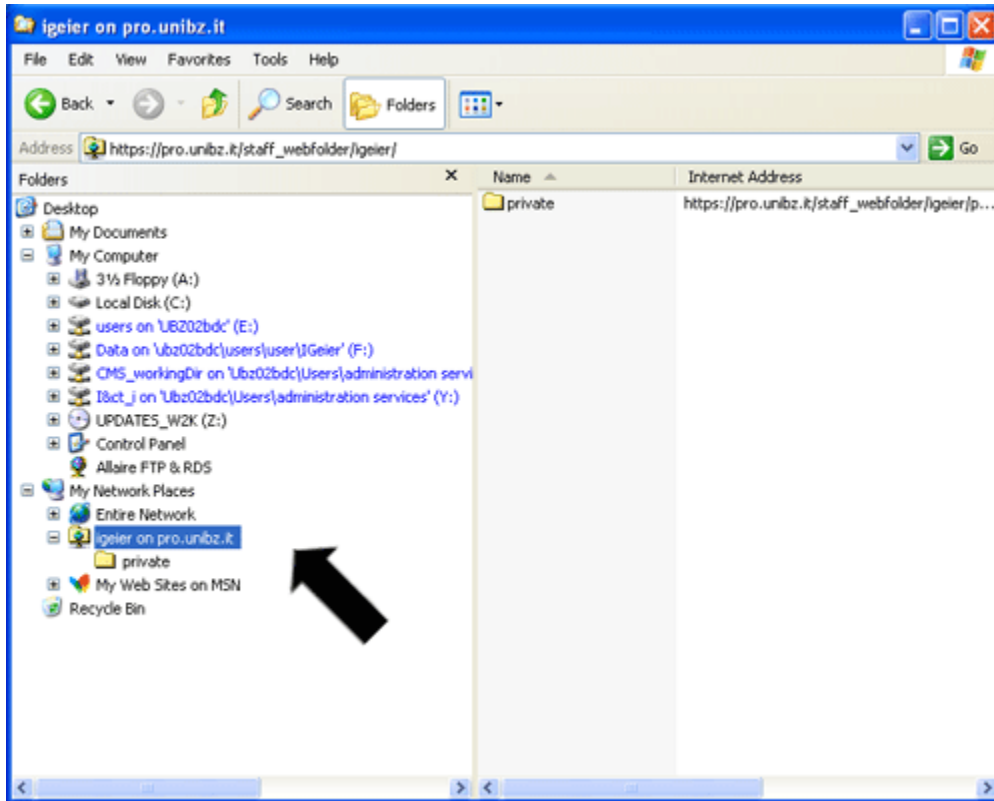 igeier on pro.unibz.it
File Edit View Favorites Tools Help
Back Search Folders
Address https://pro.unibz.it/staff_webfolder/igeier/ Go
Folders
Name Internet Address
private https://pro.unibz.it/staff_webfolder/igeier/p...
Desktop
My Documents
My Computer
3½ Floppy (A:)
Local Disk (C:)
users on 'UBZ02bdc' (E:)
Data on 'ubz02bdc\users\user\IGeier' (F:)
CMS_workingDir on 'Ubz02bdc\Users\administration servi
I&ct_j on 'Ubz02bdc\Users\administration services' (Y:)
UPDATES_W2K (Z:)
Control Panel
Allaire FTP & RDS
My Network Places
Entire Network
igeier on pro.unibz.it
private
My Web Sites on MSN
Recycle Bin